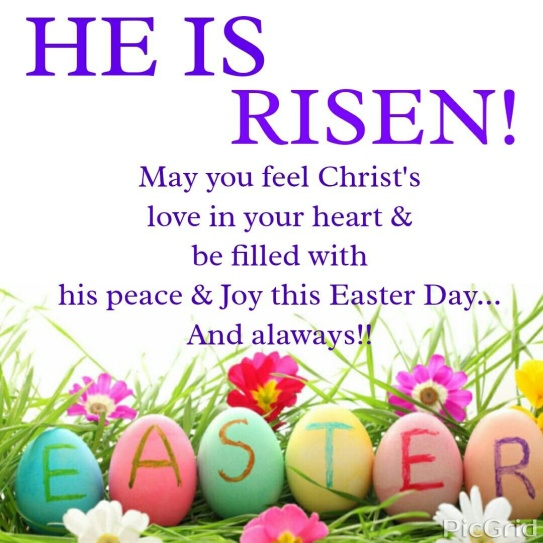 HE IS
RISEN!
May you feel Christ's
love in your heart &
be filled with
his peace & Joy this Easter Day...
And alaways!!
EASTER
PicGrid